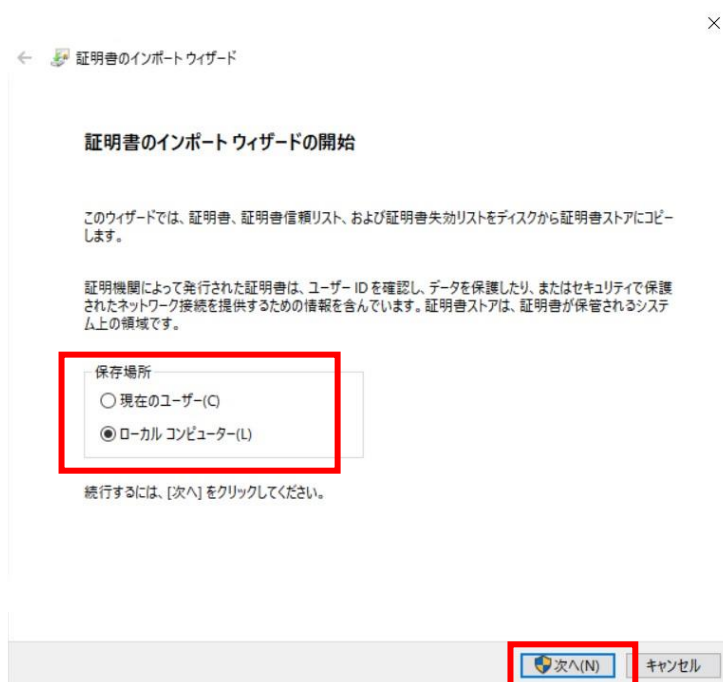 証明書のインポート ウィザード
証明書のインポート ウィザードの開始
このウィザードでは、証明書、証明書信頼リスト、および証明書失効リストをディスクから証明書ストアにコピー
します。
証明機関によって発行された証明書は、ユーザー ID を確認し、データを保護したり、またはセキュリティで保護
されたネットワーク接続を提供するための情報を含んでいます。証明書ストアは、証明書が保管されるシステ
ム上の領域です。
保存場所
現在のユーザー(C)
ローカル コンピューター(L)
続行するには、[次へ] をクリックしてください。
次へ(N) キャンセル